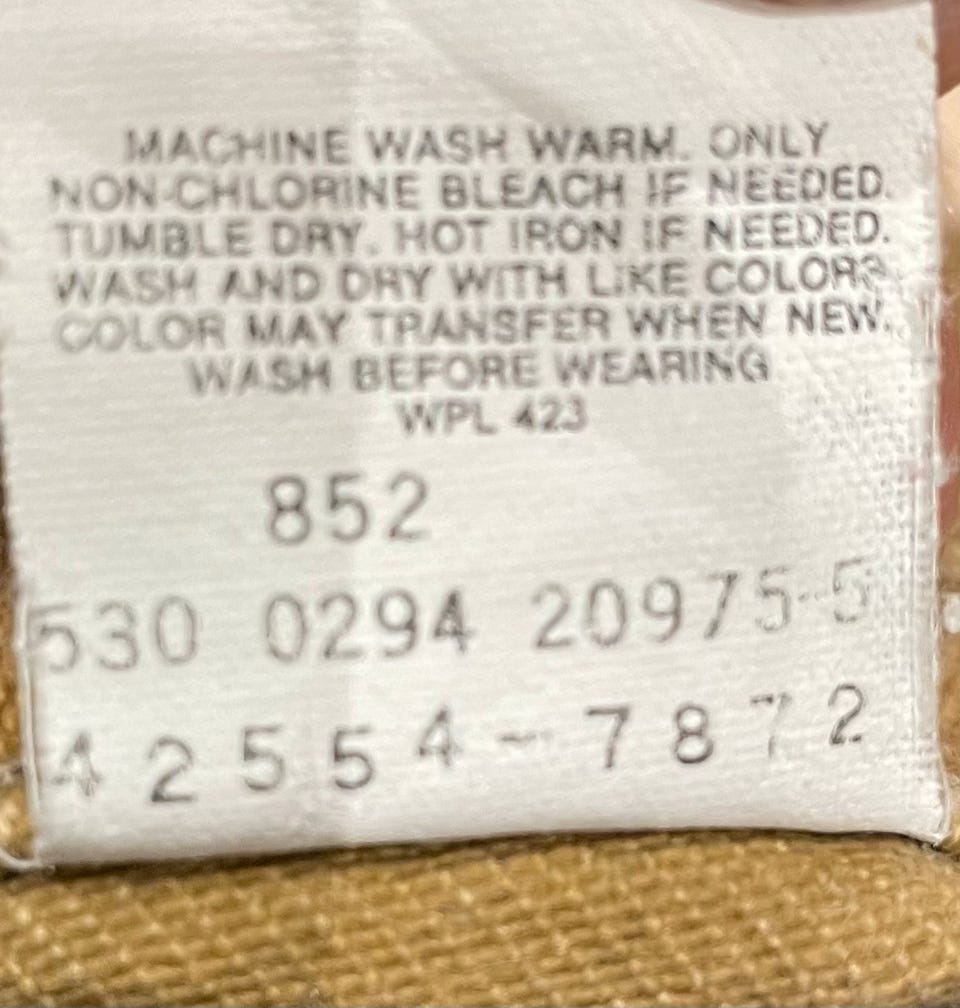 MACHINE WASH WARM. ONLY
NON-CHLORINE BLEACH IF NEEDED.
TUMBLE DRY. HOT IRON IF NEEDED.
WASH AND DRY WITH LIKE COLORS.
COLOR MAY TRANSFER WHEN NEW.
WASH BEFORE WEARING
WPL 423
852
530 0294 20975-5
42554-7872